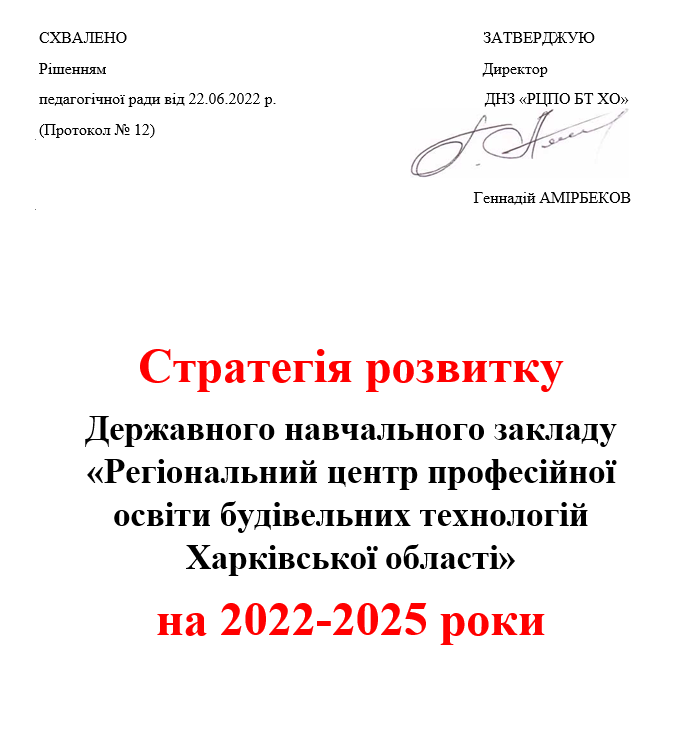 СХВАЛЕНО
ЗАТВЕРДЖУЮ
Рішенням
Директор
педагогічної ради від 22.06.2022 р.
ДНЗ «РЦПО БТ ХО»
(Протокол № 12)
Геннадій АМІРБЕКОВ
Стратегія розвитку
Державного навчального закладу
«Регіональний центр професійної
освіти будівельних технологій
Харківської області»
на 2022-2025 роки